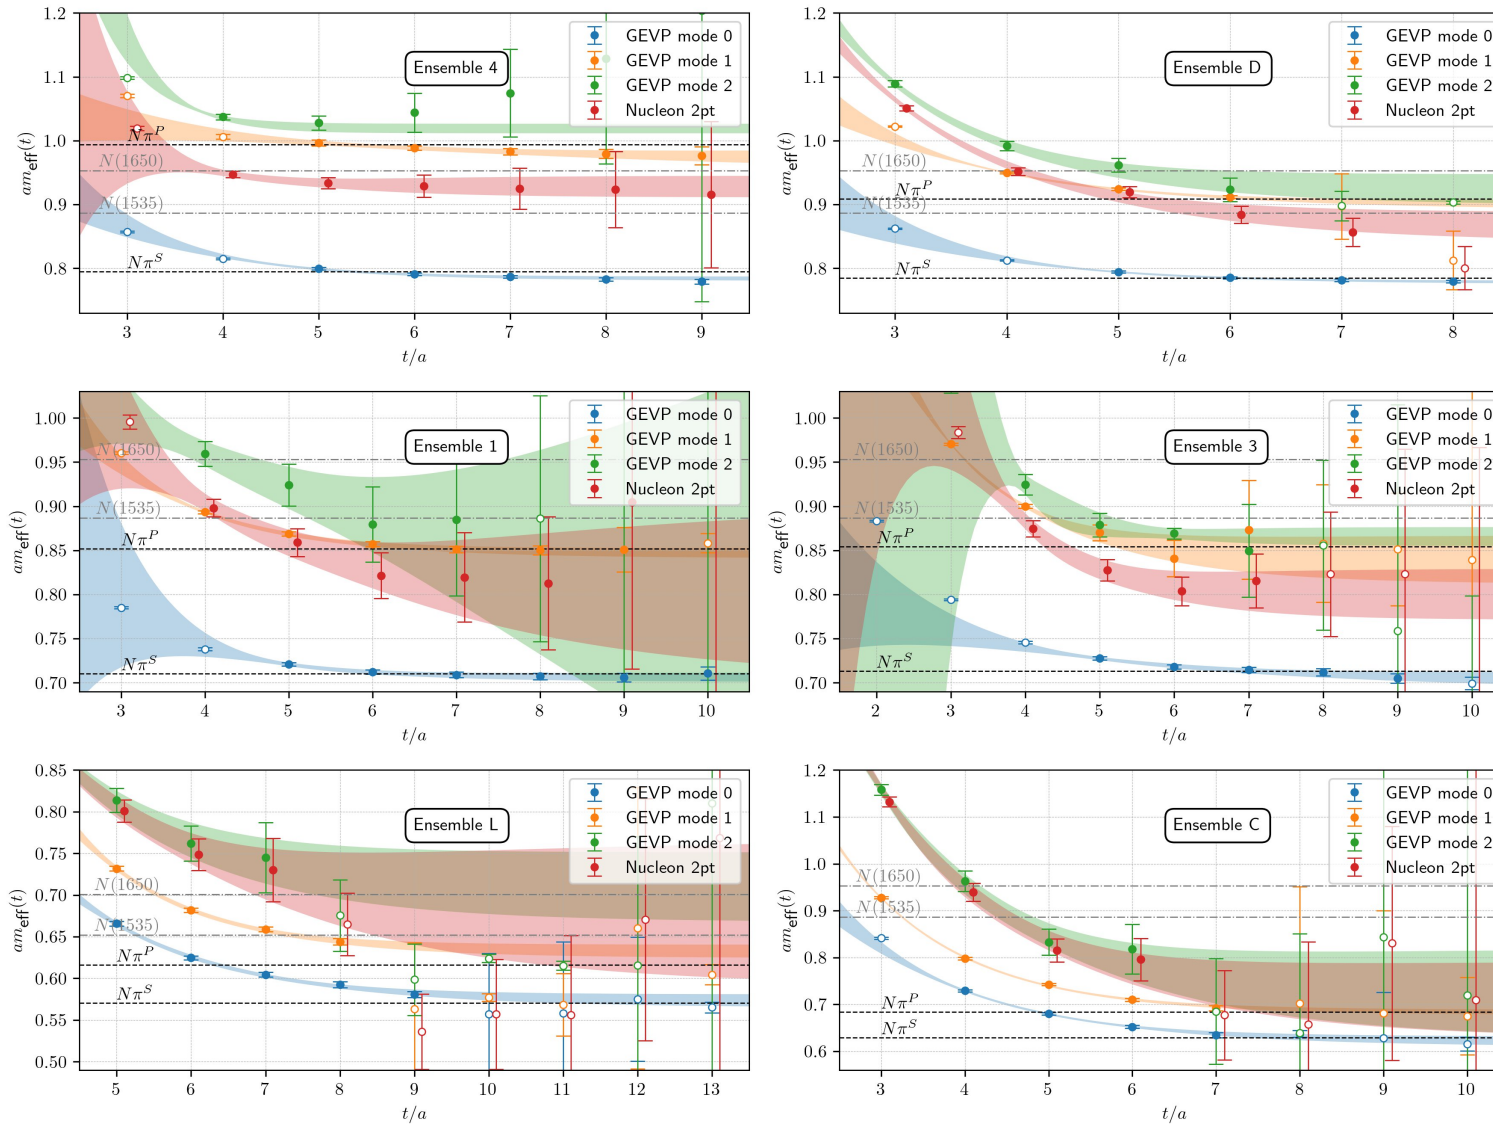 Ensemble 4
GEVP mode 0
GEVP mode 1
GEVP mode 2
Nucleon 2pt
1.2
1.1
1.0
0.9
0.8
am_eff(t)
Nπ^P
N(1650)
N(1535)
Nπ^S
3 4 5 6 7 8 9
t/a
Ensemble D
GEVP mode 0
GEVP mode 1
GEVP mode 2
Nucleon 2pt
1.2
1.1
1.0
0.9
0.8
am_eff(t)
N(1650)
Nπ^P
N(1535)
Nπ^S
3 4 5 6 7 8
t/a
Ensemble 1
GEVP mode 0
GEVP mode 1
GEVP mode 2
Nucleon 2pt
1.00
0.95
0.90
0.85
0.80
0.75
0.70
am_eff(t)
N(1650)
N(1535)
Nπ^P
Nπ^S
3 4 5 6 7 8 9 10
t/a
Ensemble 3
GEVP mode 0
GEVP mode 1
GEVP mode 2
Nucleon 2pt
1.00
0.95
0.90
0.85
0.80
0.75
0.70
am_eff(t)
N(1650)
N(1535)
Nπ^P
Nπ^S
2 3 4 5 6 7 8 9 10
t/a
Ensemble L
GEVP mode 0
GEVP mode 1
GEVP mode 2
Nucleon 2pt
0.85
0.80
0.75
0.70
0.65
0.60
0.55
0.50
am_eff(t)
N(1650)
N(1535)
Nπ^P
Nπ^S
5 6 7 8 9 10 11 12 13
t/a
Ensemble C
GEVP mode 0
GEVP mode 1
GEVP mode 2
Nucleon 2pt
1.2
1.1
1.0
0.9
0.8
0.7
0.6
am_eff(t)
N(1650)
N(1535)
Nπ^P
Nπ^S
3 4 5 6 7 8 9 10
t/a